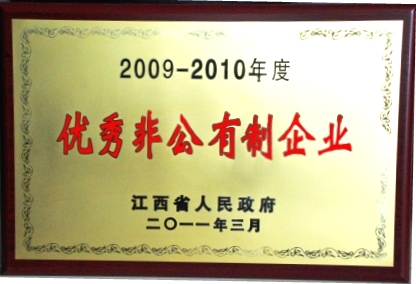 2009-2010年度
优秀非公有制企业
江西省人民政府
二〇一一年三月